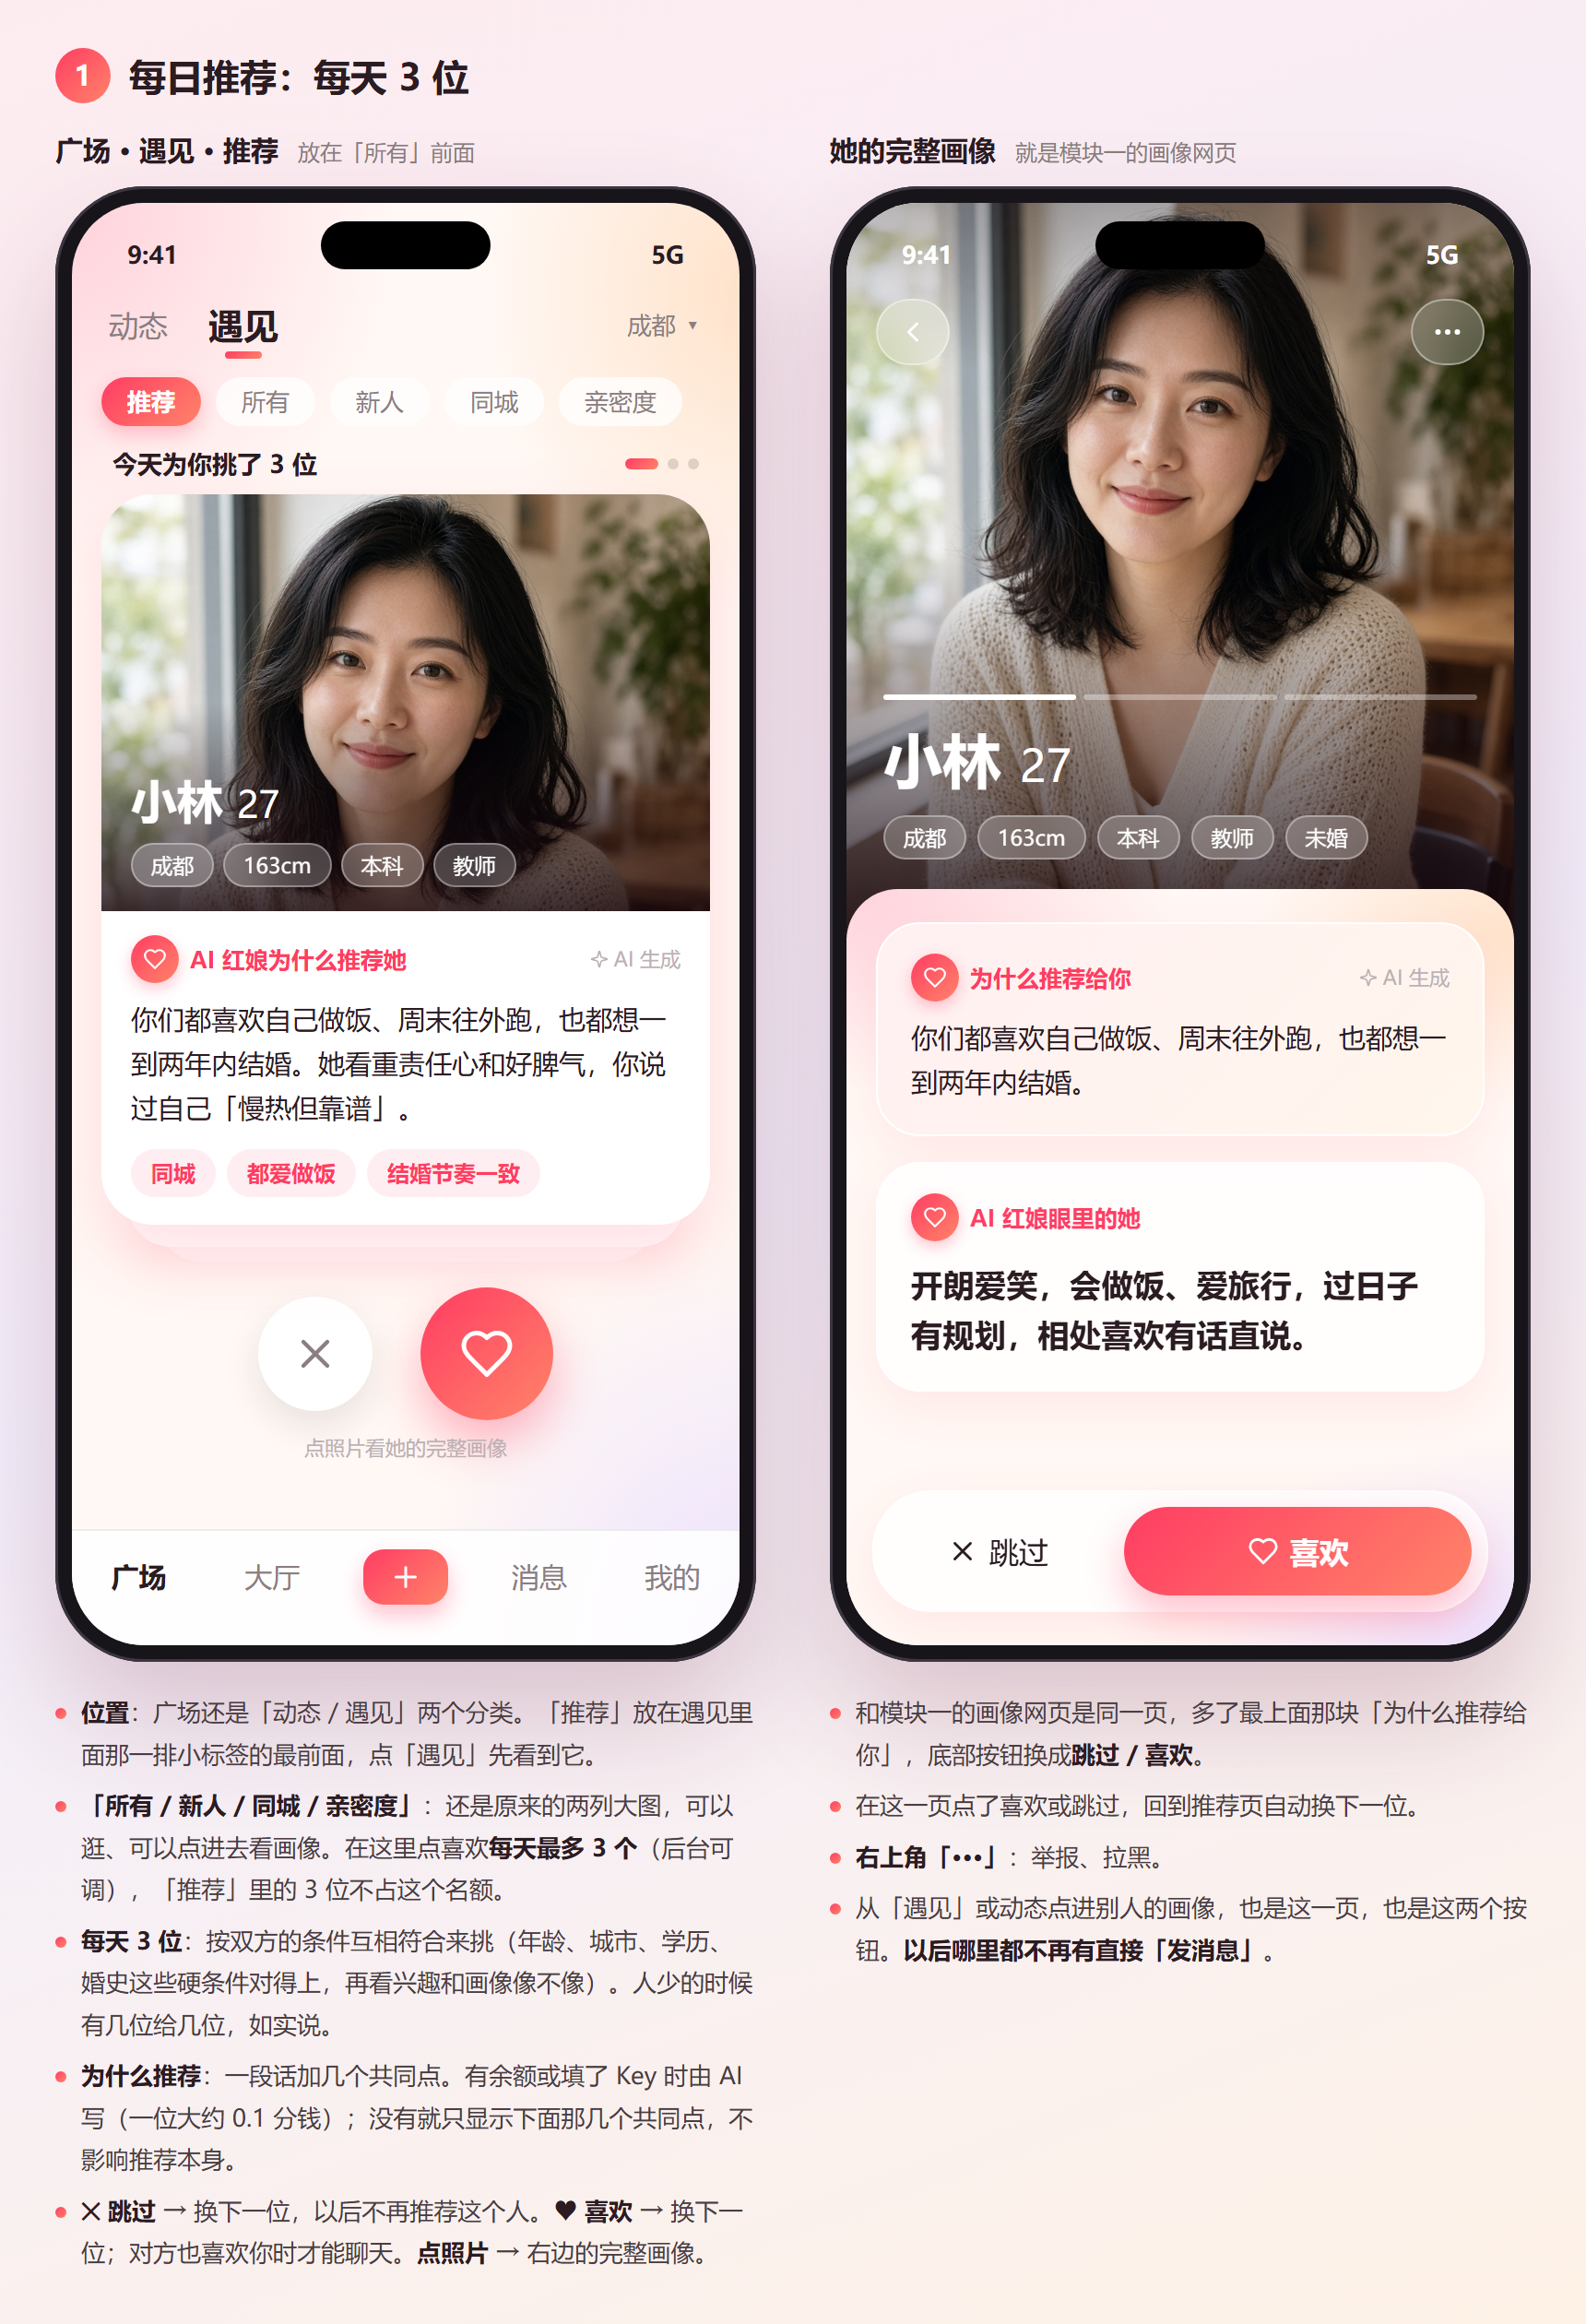 1 每日推荐：每天 3 位
广场 · 遇见 · 推荐 放在「所有」前面
9:41 5G
动态 遇见 成都 ▾
推荐 所有 新人 同城 亲密度
今天为你挑了 3 位
小林 27
成都 163cm 本科 教师
AI 红娘为什么推荐她 AI 生成
你们都喜欢自己做饭、周末往外跑，也都想一
到两年内结婚。她看重责任心和好脾气，你说
过自己「慢热但靠谱」。
同城 都爱做饭 结婚节奏一致
点照片看她的完整画像
广场 大厅 + 消息 我的
位置：广场还是「动态 / 遇见」两个分类。「推荐」放在遇见里
面那一排小标签的最前面，点「遇见」先看到它。
「所有 / 新人 / 同城 / 亲密度」：还是原来的两列大图，可以
逛、可以点进去看画像。在这里点喜欢每天最多 3 个（后台可
调），「推荐」里的 3 位不占这个名额。
每天 3 位：按双方的条件互相符合来挑（年龄、城市、学历、
婚史这些硬条件对得上，再看兴趣和画像像不像）。人少的时候
有几位给几位，如实说。
为什么推荐：一段话加几个共同点。有余额或填了 Key 时由 AI
写（一位大约 0.1 分钱）；没有就只显示下面那几个共同点，不
影响推荐本身。
✕ 跳过 → 换下一位，以后不再推荐这个人。♥ 喜欢 → 换下一
位；对方也喜欢你时才能聊天。点照片 → 右边的完整画像。
她的完整画像 就是模块一的画像网页
9:41 5G
小林 27
成都 163cm 本科 教师 未婚
为什么推荐给你 AI 生成
你们都喜欢自己做饭、周末往外跑，也都想一
到两年内结婚。
AI 红娘眼里的她
开朗爱笑，会做饭、爱旅行，过日子
有规划，相处喜欢有话直说。
✕ 跳过 喜欢
和模块一的画像网页是同一页，多了最上面那块「为什么推荐给
你」，底部按钮换成跳过 / 喜欢。
在这一页点了喜欢或跳过，回到推荐页自动换下一位。
右上角「•••」：举报、拉黑。
从「遇见」或动态点进别人的画像，也是这一页，也是这两个按
钮。以后哪里都不再有直接「发消息」。